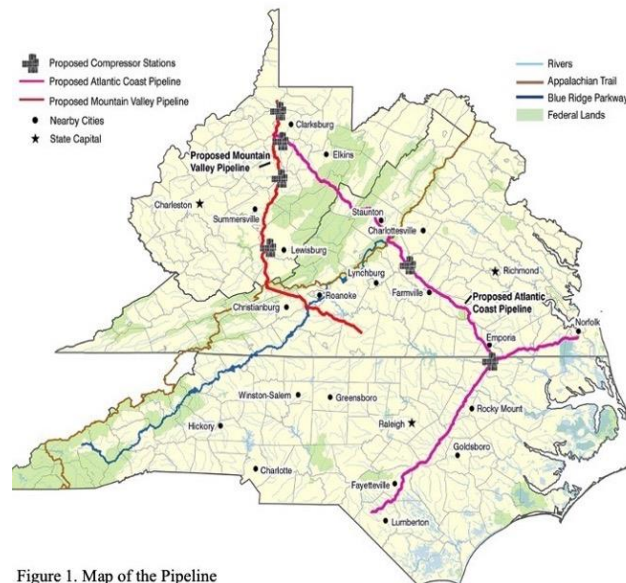 Proposed Compressor Stations
Proposed Atlantic Coast Pipeline
Proposed Mountain Valley Pipeline
Nearby Cities
State Capital
Rivers
Appalachian Trail
Blue Ridge Parkway
Federal Lands
Clarksburg
Proposed Mountain
Valley Pipeline
Elkins
Charleston
Summersville
Staunton
Charlottesville
Lewisburg
Richmond
Lynchburg
Roanoke
Farmville
Proposed Atlantic
Coast Pipeline
Christianburg
Norfolk
Emporia
Winston-Salem
Greensboro
Rocky Mount
Hickory
Raleigh
Goldsboro
Charlotte
Fayetteville
Lumberton
Figure 1. Map of the Pipeline